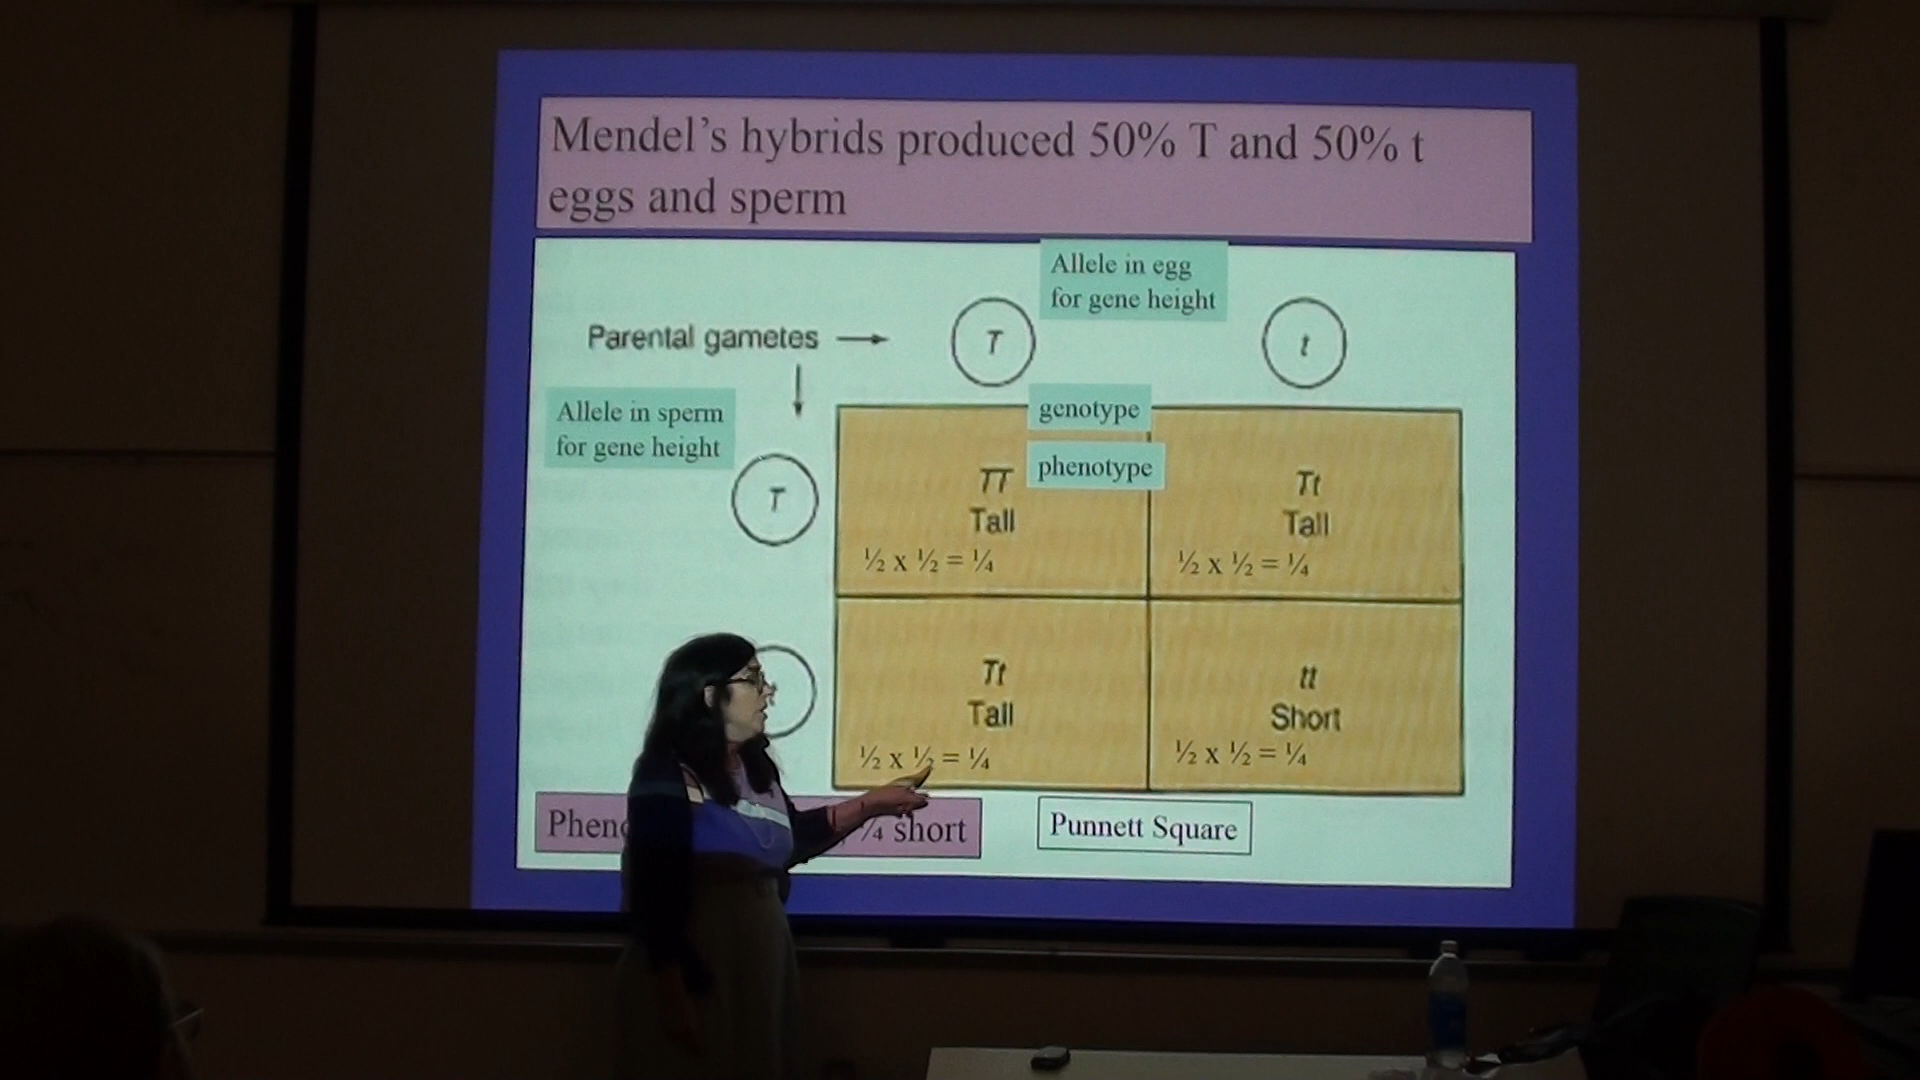 Mendel’s hybrids produced 50% T and 50% t
eggs and sperm
Allele in egg
for gene height
Parental gametes
T
t
Allele in sperm
for gene height
genotype
phenotype
T
TT
Tall
½ x ½ = ¼
Tt
Tall
½ x ½ = ¼
Tt
Tall
½ x ½ = ¼
tt
Short
½ x ½ = ¼
¼ short
Punnett Square